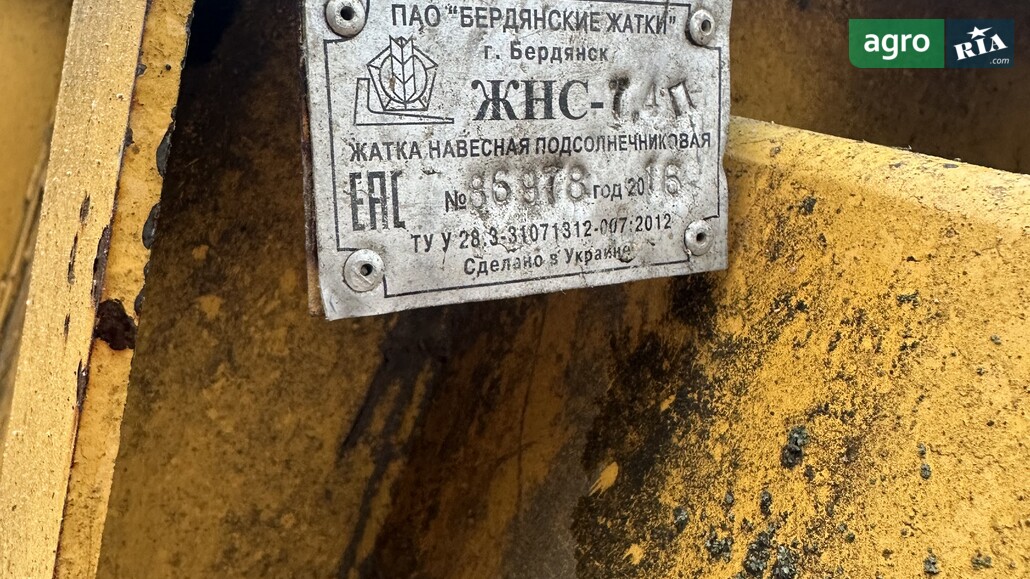 ПАО "БЕРДЯНСКИЕ ЖАТКИ"
г. Бердянск
ЖНС-7.4П
ЖАТКА НАВЕСНАЯ ПОДСОЛНЕЧНИКОВАЯ
ЕАС № 86978 год 2016
ТУ У 28.3-31071312-007:2012
Сделано в Украине
agro RIA .com